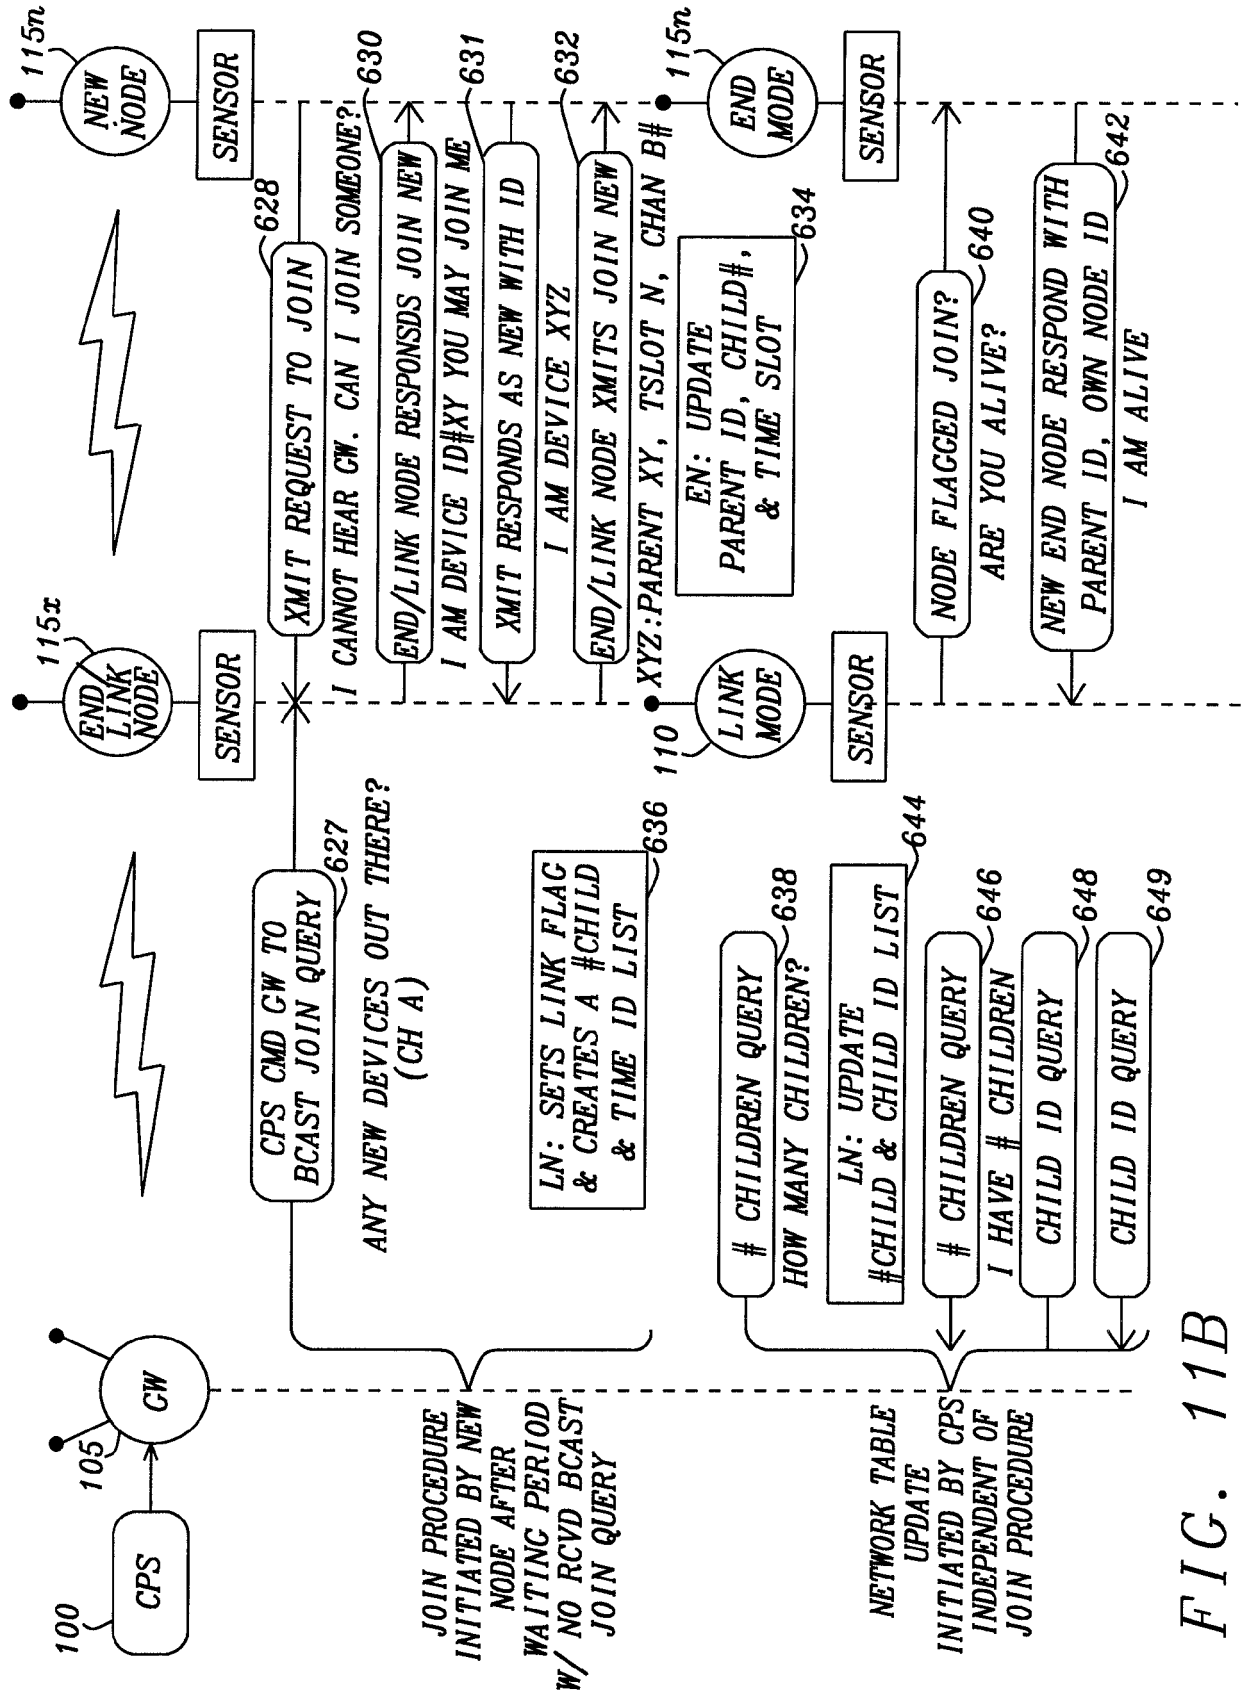 100
CPS
105
GW
115x
END
LINK
NODE
SENSOR
115n
NEW
NODE
SENSOR
JOIN PROCEDURE
INITIATED BY NEW
NODE AFTER
WAITING PERIOD
W/ NO RCVD BCAST
JOIN QUERY
CPS CMD GW TO
BCAST JOIN QUERY
627
ANY NEW DEVICES OUT THERE?
(CH A)
XMIT REQUEST TO JOIN
628
I CANNOT HEAR GW. CAN I JOIN SOMEONE?
END/LINK NODE RESPONSDS JOIN NEW
630
I AM DEVICE ID#XY YOU MAY JOIN ME
XMIT RESPONDS AS NEW WITH ID
631
I AM DEVICE XYZ
END/LINK NODE XMITS JOIN NEW
632
XYZ:PARENT XY, TSLOT N, CHAN B#
LN: SETS LINK FLAG
& CREATES A #CHILD
& TIME ID LIST
636
110
LINK
MODE
SENSOR
EN: UPDATE
PARENT ID, CHILD#,
& TIME SLOT
634
115n
END
MODE
SENSOR
NETWORK TABLE
UPDATE
INITIATED BY CPS
INDEPENDENT OF
JOIN PROCEDURE
# CHILDREN QUERY
638
HOW MANY CHILDREN?
LN: UPDATE
#CHILD & CHILD ID LIST
644
# CHILDREN QUERY
646
I HAVE # CHILDREN
CHILD ID QUERY
648
CHILD ID QUERY
649
NODE FLAGGED JOIN?
640
ARE YOU ALIVE?
NEW END NODE RESPOND WITH
PARENT ID, OWN NODE ID
642
I AM ALIVE
FIG. 11B